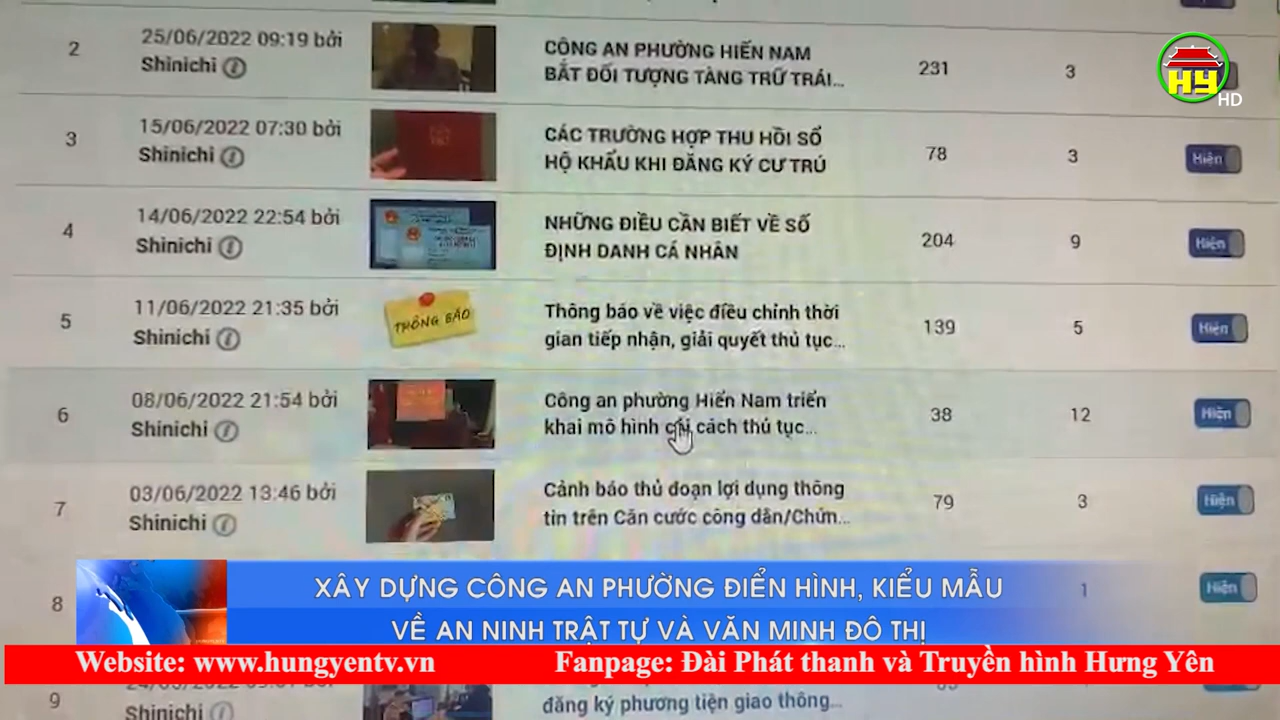 2
25/06/2022 09:19 bởi
Shinichi
CÔNG AN PHƯỜNG HIẾN NAM
BẮT ĐỐI TƯỢNG TÀNG TRỮ TRÁI...
231
3
HY
HD
3
15/06/2022 07:30 bởi
Shinichi
CÁC TRƯỜNG HỢP THU HỒI SỔ
HỘ KHẨU KHI ĐĂNG KÝ CƯ TRÚ
78
3
Hiện
4
14/06/2022 22:54 bởi
Shinichi
NHỮNG ĐIỀU CẦN BIẾT VỀ SỐ
ĐỊNH DANH CÁ NHÂN
204
9
Hiện
5
11/06/2022 21:35 bởi
Shinichi
THÔNG BÁO
Thông báo về việc điều chỉnh thời
gian tiếp nhận, giải quyết thủ tục...
139
5
Hiện
6
08/06/2022 21:54 bởi
Shinichi
Công an phường Hiến Nam triển
khai mô hình cải cách thủ tục...
38
12
Hiện
7
03/06/2022 13:46 bởi
Shinichi
Cảnh báo thủ đoạn lợi dụng thông
tin trên Căn cước công dân/Chứn...
79
3
Hiện
8
1
Hiện
XÂY DỰNG CÔNG AN PHƯỜNG ĐIỂN HÌNH, KIỂU MẪU
VỀ AN NINH TRẬT TỰ VÀ VĂN MINH ĐÔ THỊ
Website: www.hungyentv.vn
Fanpage: Đài Phát thanh và Truyền hình Hưng Yên
9
Shinichi
đăng ký phương tiện giao thông...